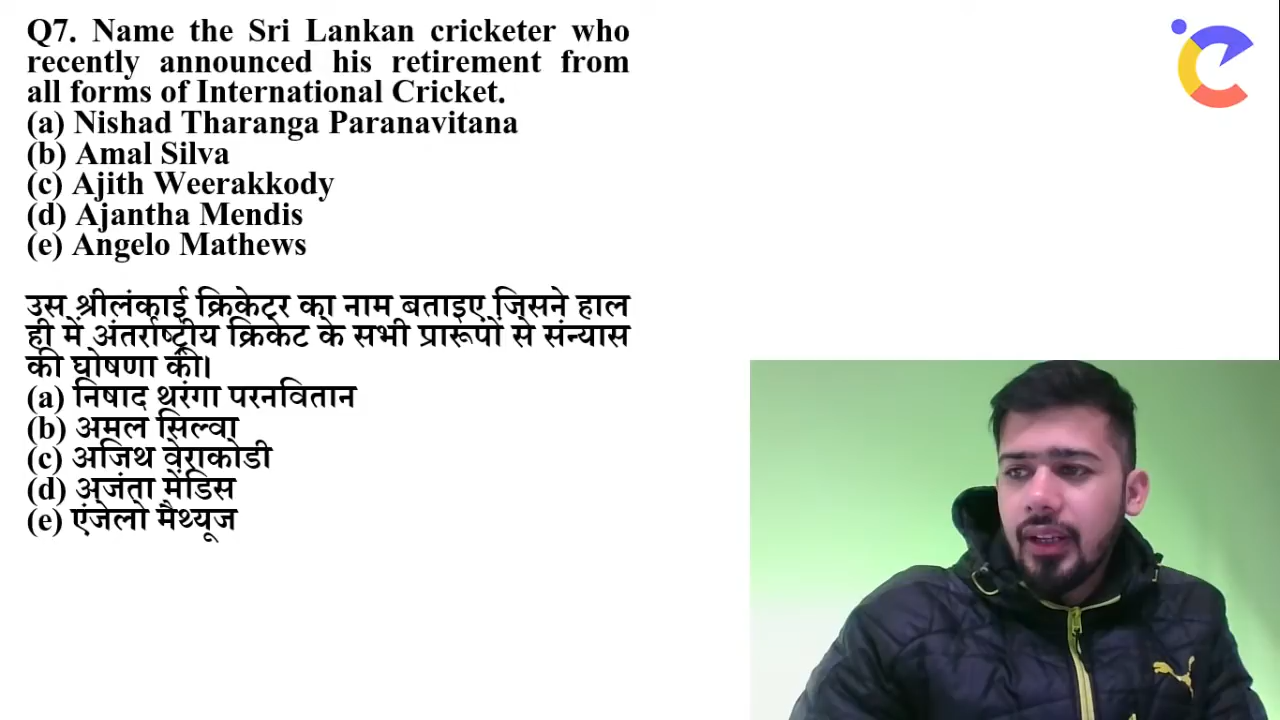 Q7. Name the Sri Lankan cricketer who
recently announced his retirement from
all forms of International Cricket.
(a) Nishad Tharanga Paranavitana
(b) Amal Silva
(c) Ajith Weerakkody
(d) Ajantha Mendis
(e) Angelo Mathews
उस श्रीलंकाई क्रिकेटर का नाम बताइए जिसने हाल
ही में अंतर्राष्ट्रीय क्रिकेट के सभी प्रारूपों से संन्यास
की घोषणा की।
(a) निषाद थरंगा परनवितान
(b) अमल सिल्वा
(c) अजिथ वेराकोडी
(d) अजंता मेंडिस
(e) एंजेलो मैथ्यूज